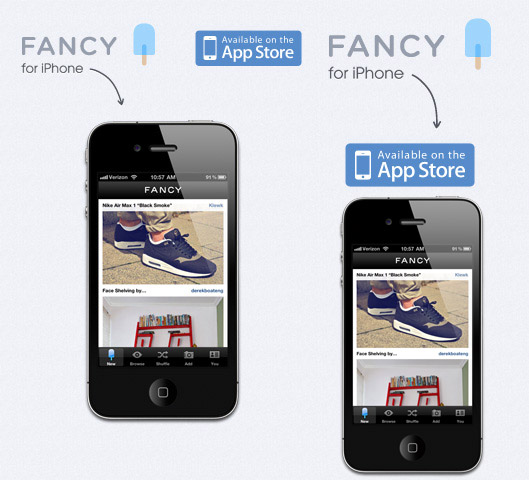 FANCY
for iPhone
Available on the
App Store
Verizon 10:57 AM 91 %
FANCY
Nike Air Max 1 "Black Smoke" Kicek
Face Shelving by... derekboateng
New Browse Shuffle Add You
FANCY
for iPhone
Available on the
App Store
Verizon 10:57 AM 91 %
FANCY
Nike Air Max 1 "Black Smoke"
Face Shelving by... derekboateng
New Browse Shuffle Add You